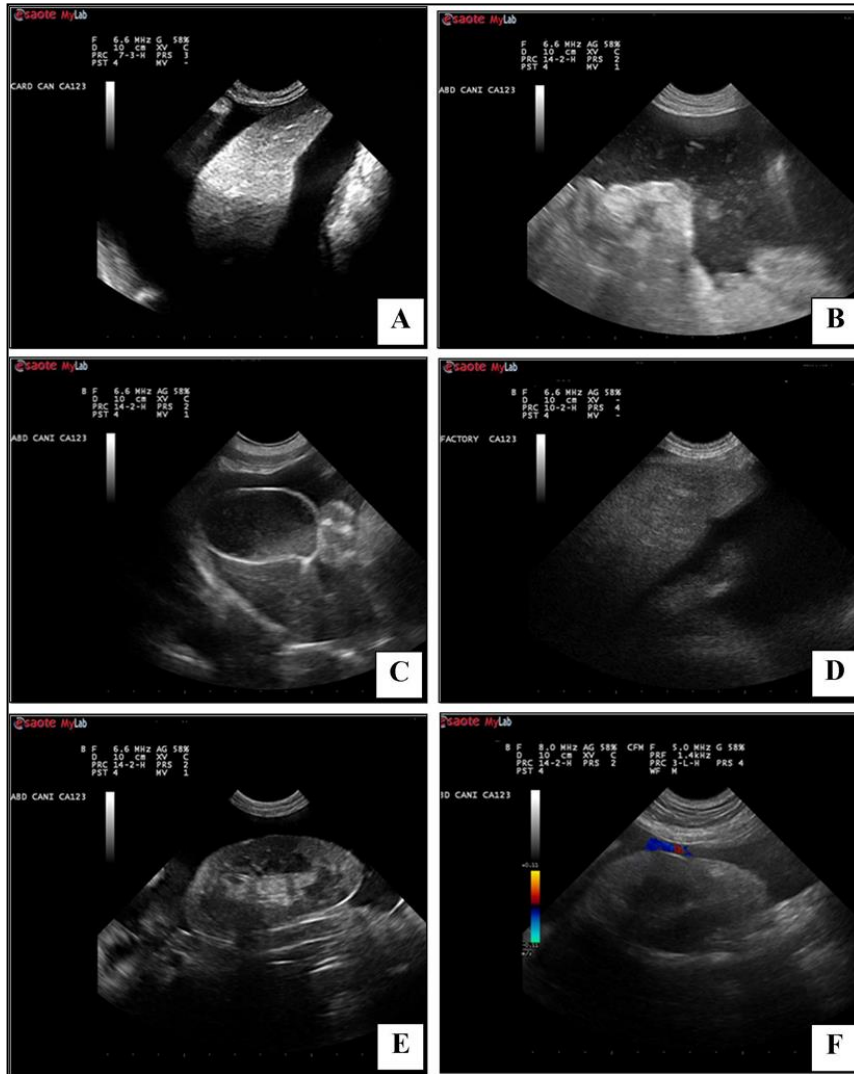 esaote MyLab
F 6.6 MHz G 58%
D 10 cm XV C
PRC 7-3-H PRS 3
PST 4 MV -
CARD CAN CA123
A
esaote MyLab
F 6.6 MHz AG 58%
D 10 cm XV C
PRC 14-2-H PRS 2
PST 4 MV 1
ABD CANI CA123
B
esaote MyLab
B F 6.6 MHz AG 58%
D 10 cm XV C
PRC 14-2-H PRS 2
PST 4 MV 1
ABD CANI CA123
C
esaote MyLab
B F 6.6 MHz AG 58%
D 10 cm XV -
PRC 10-2-H PRS 4
PST 4 MV -
FACTORY CA123
D
esaote MyLab
B F 6.6 MHz AG 58%
D 10 cm XV C
PRC 14-2-H PRS 2
PST 4 MV 1
ABD CANI CA123
E
esaote MyLab
B F 8.0 MHz AG 58% CFM F 5.0 MHz G 58%
D 10 cm XV C PRF 1.4kHz
PRC 14-2-H PRS 2 PRC 3-L-H PRS 4
PST 4 WF M
BD CANI CA123
+0.11
-0.11
F